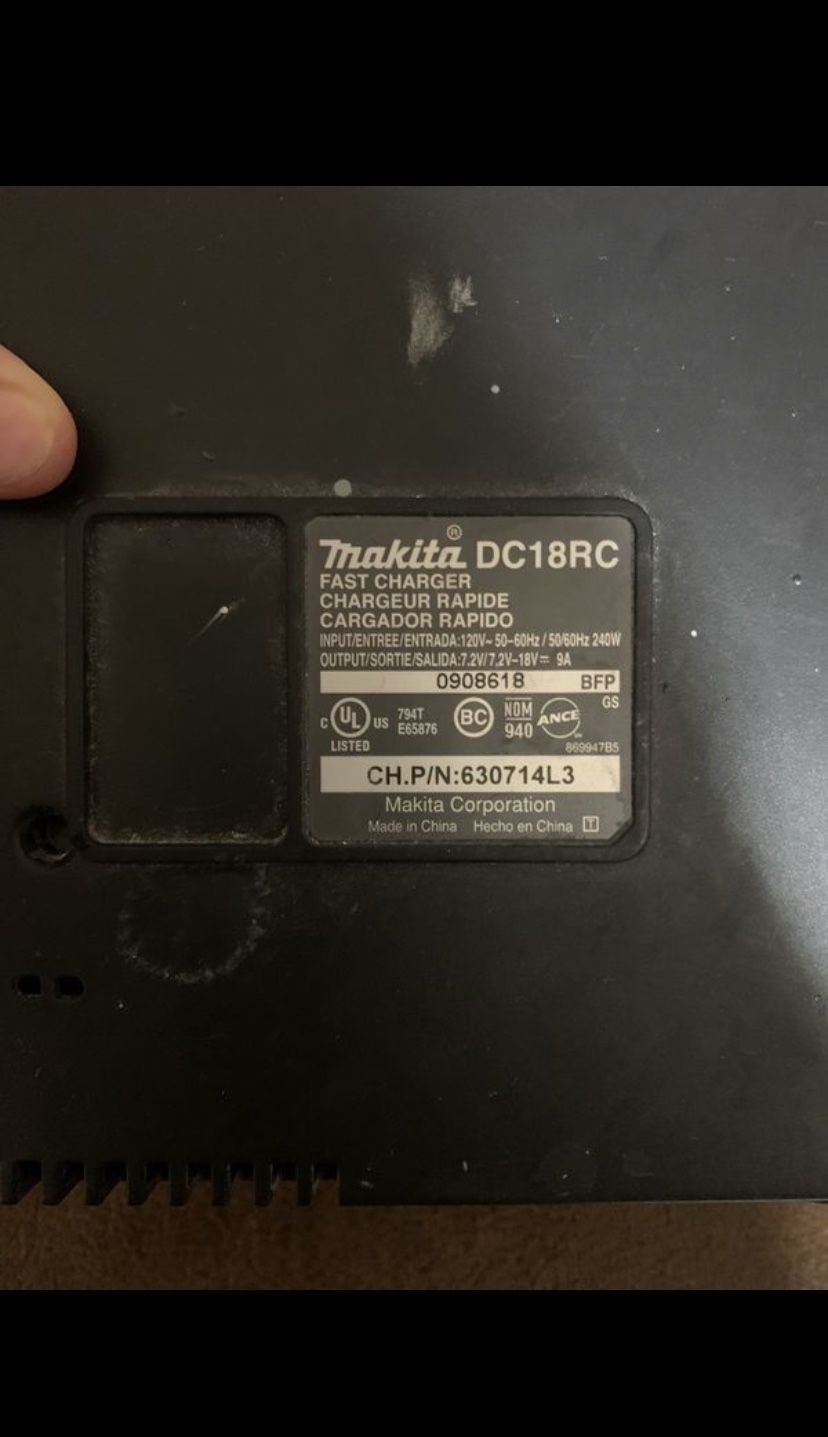 makita® DC18RC
FAST CHARGER
CHARGEUR RAPIDE
CARGADOR RAPIDO
INPUT/ENTREE/ENTRADA:120V~ 50-60Hz / 50/60Hz 240W
OUTPUT/SORTIE/SALIDA:7.2V/7.2V-18V⎓ 9A
0908618 BFP
GS
C UL US 794T E65876 BC NOM 940 ANCE
LISTED 869947B5
CH.P/N:630714L3
Makita Corporation
Made in China Hecho en China T